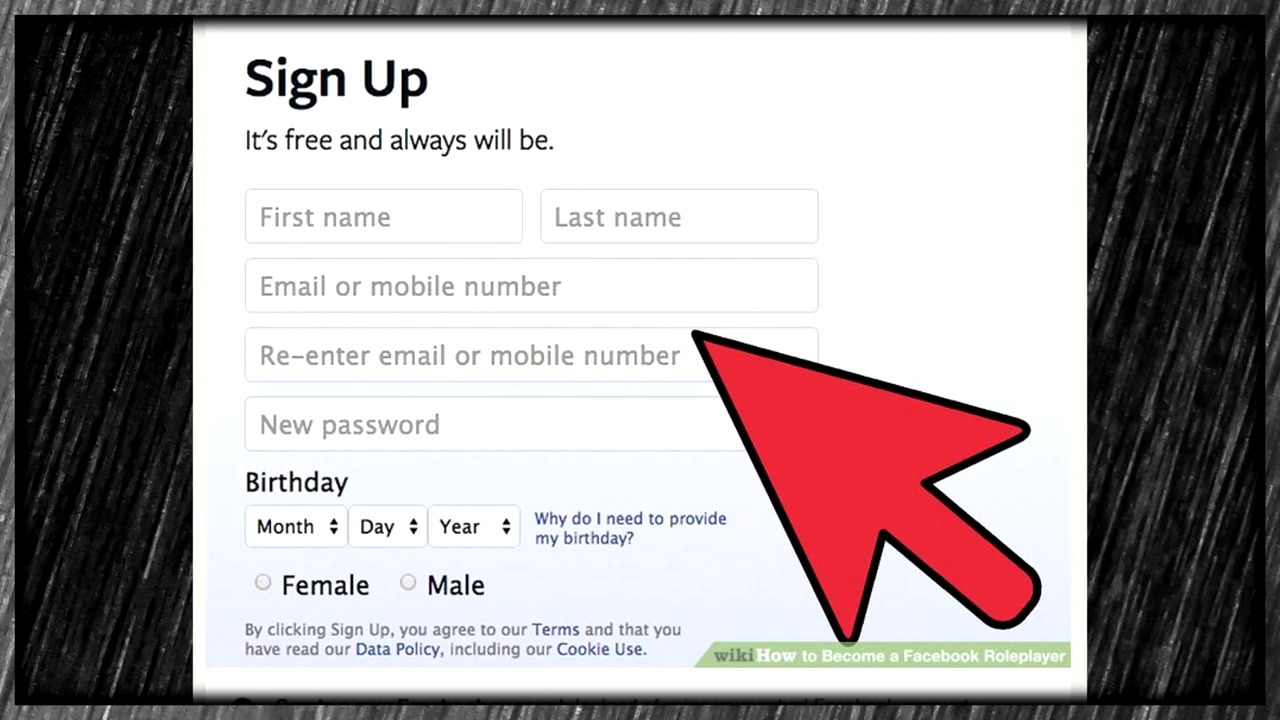 Sign Up
It's free and always will be.
First name Last name
Email or mobile number
Re-enter email or mobile number
New password
Birthday
Month Day Year Why do I need to provide
my birthday?
Female Male
By clicking Sign Up, you agree to our Terms and that you
have read our Data Policy, including our Cookie Use.
wikiHow to Become a Facebook Roleplayer